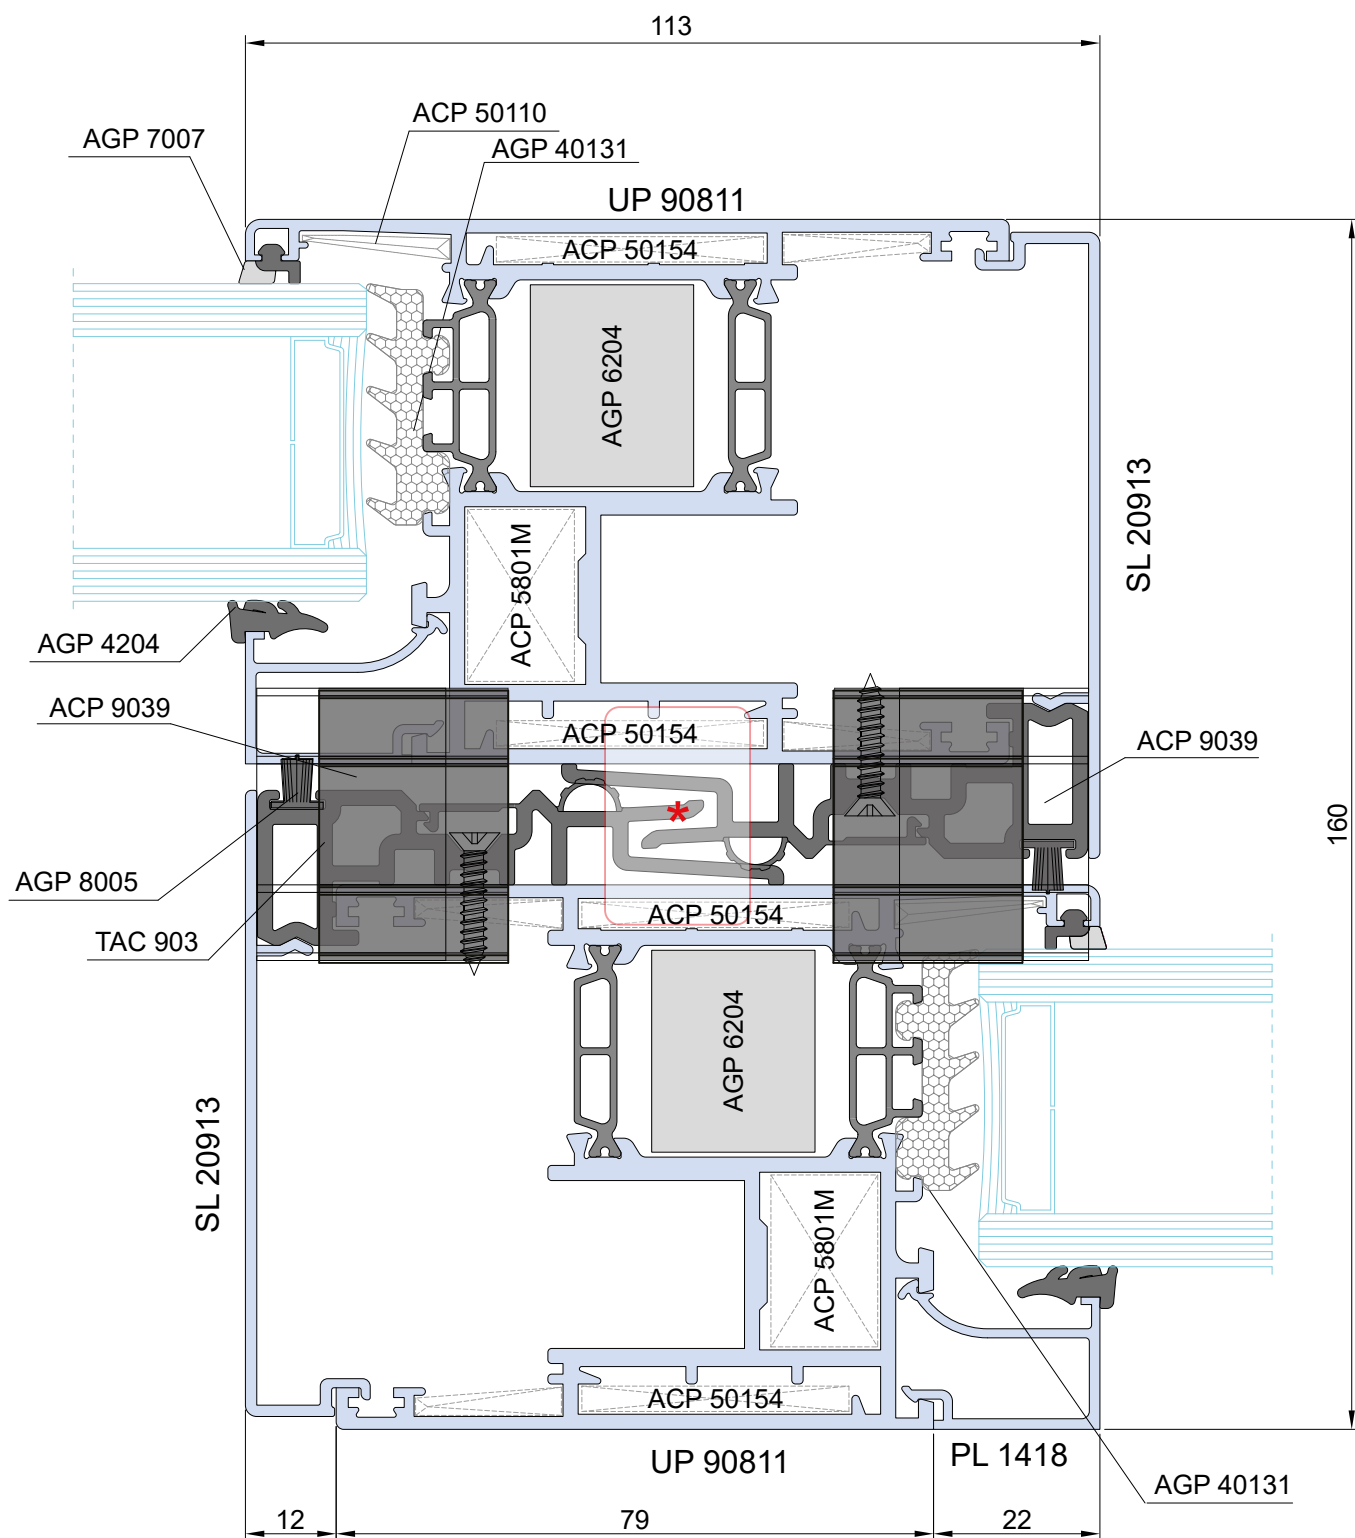 113
ACP 50110
AGP 7007
AGP 40131
UP 90811
ACP 50154
AGP 6204
SL 20913
ACP 5801M
AGP 4204
ACP 9039
ACP 50154
ACP 9039
*
160
AGP 8005
ACP 50154
TAC 903
AGP 6204
SL 20913
ACP 5801M
ACP 50154
UP 90811
PL 1418
AGP 40131
12
79
22